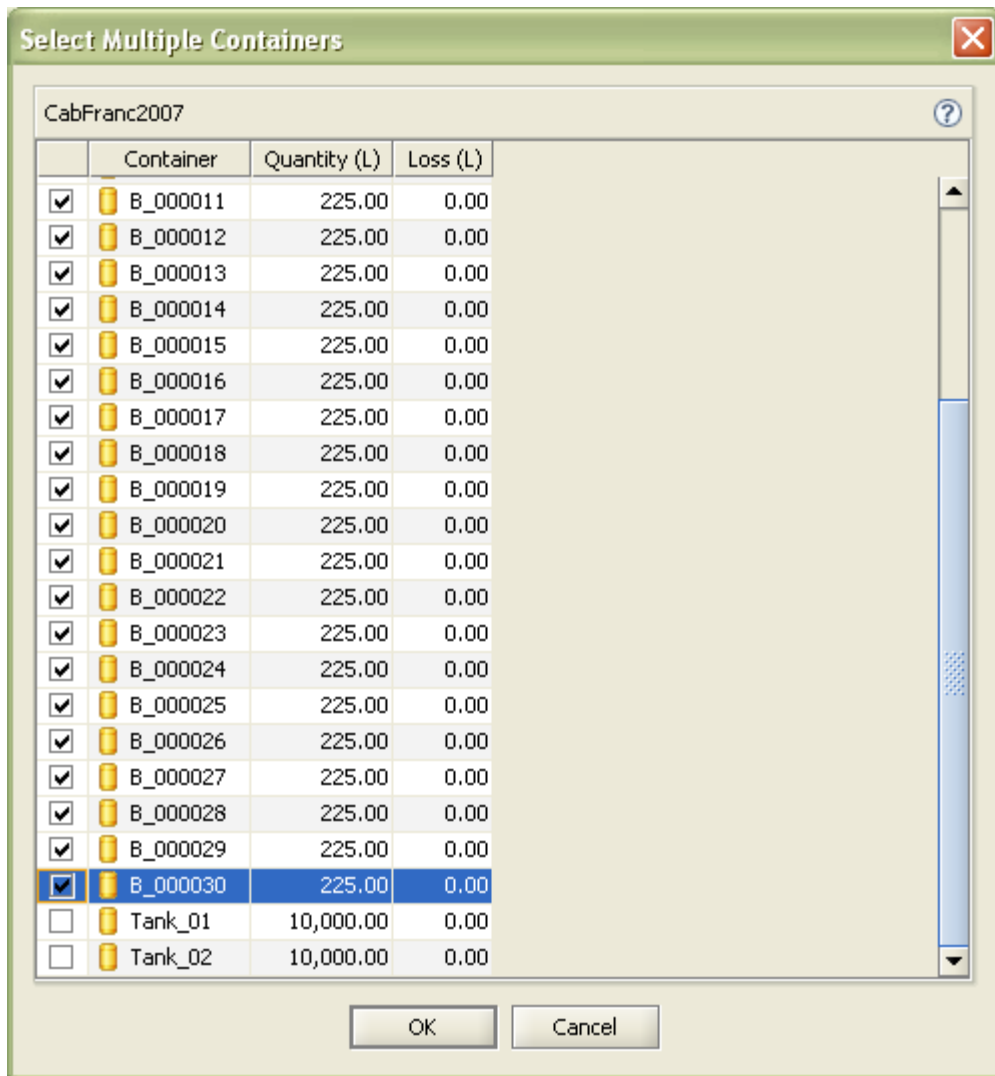 Select Multiple Containers
CabFranc2007
Container Quantity (L) Loss (L)
B_000011 225.00 0.00
B_000012 225.00 0.00
B_000013 225.00 0.00
B_000014 225.00 0.00
B_000015 225.00 0.00
B_000016 225.00 0.00
B_000017 225.00 0.00
B_000018 225.00 0.00
B_000019 225.00 0.00
B_000020 225.00 0.00
B_000021 225.00 0.00
B_000022 225.00 0.00
B_000023 225.00 0.00
B_000024 225.00 0.00
B_000025 225.00 0.00
B_000026 225.00 0.00
B_000027 225.00 0.00
B_000028 225.00 0.00
B_000029 225.00 0.00
B_000030 225.00 0.00
Tank_01 10,000.00 0.00
Tank_02 10,000.00 0.00
OK Cancel